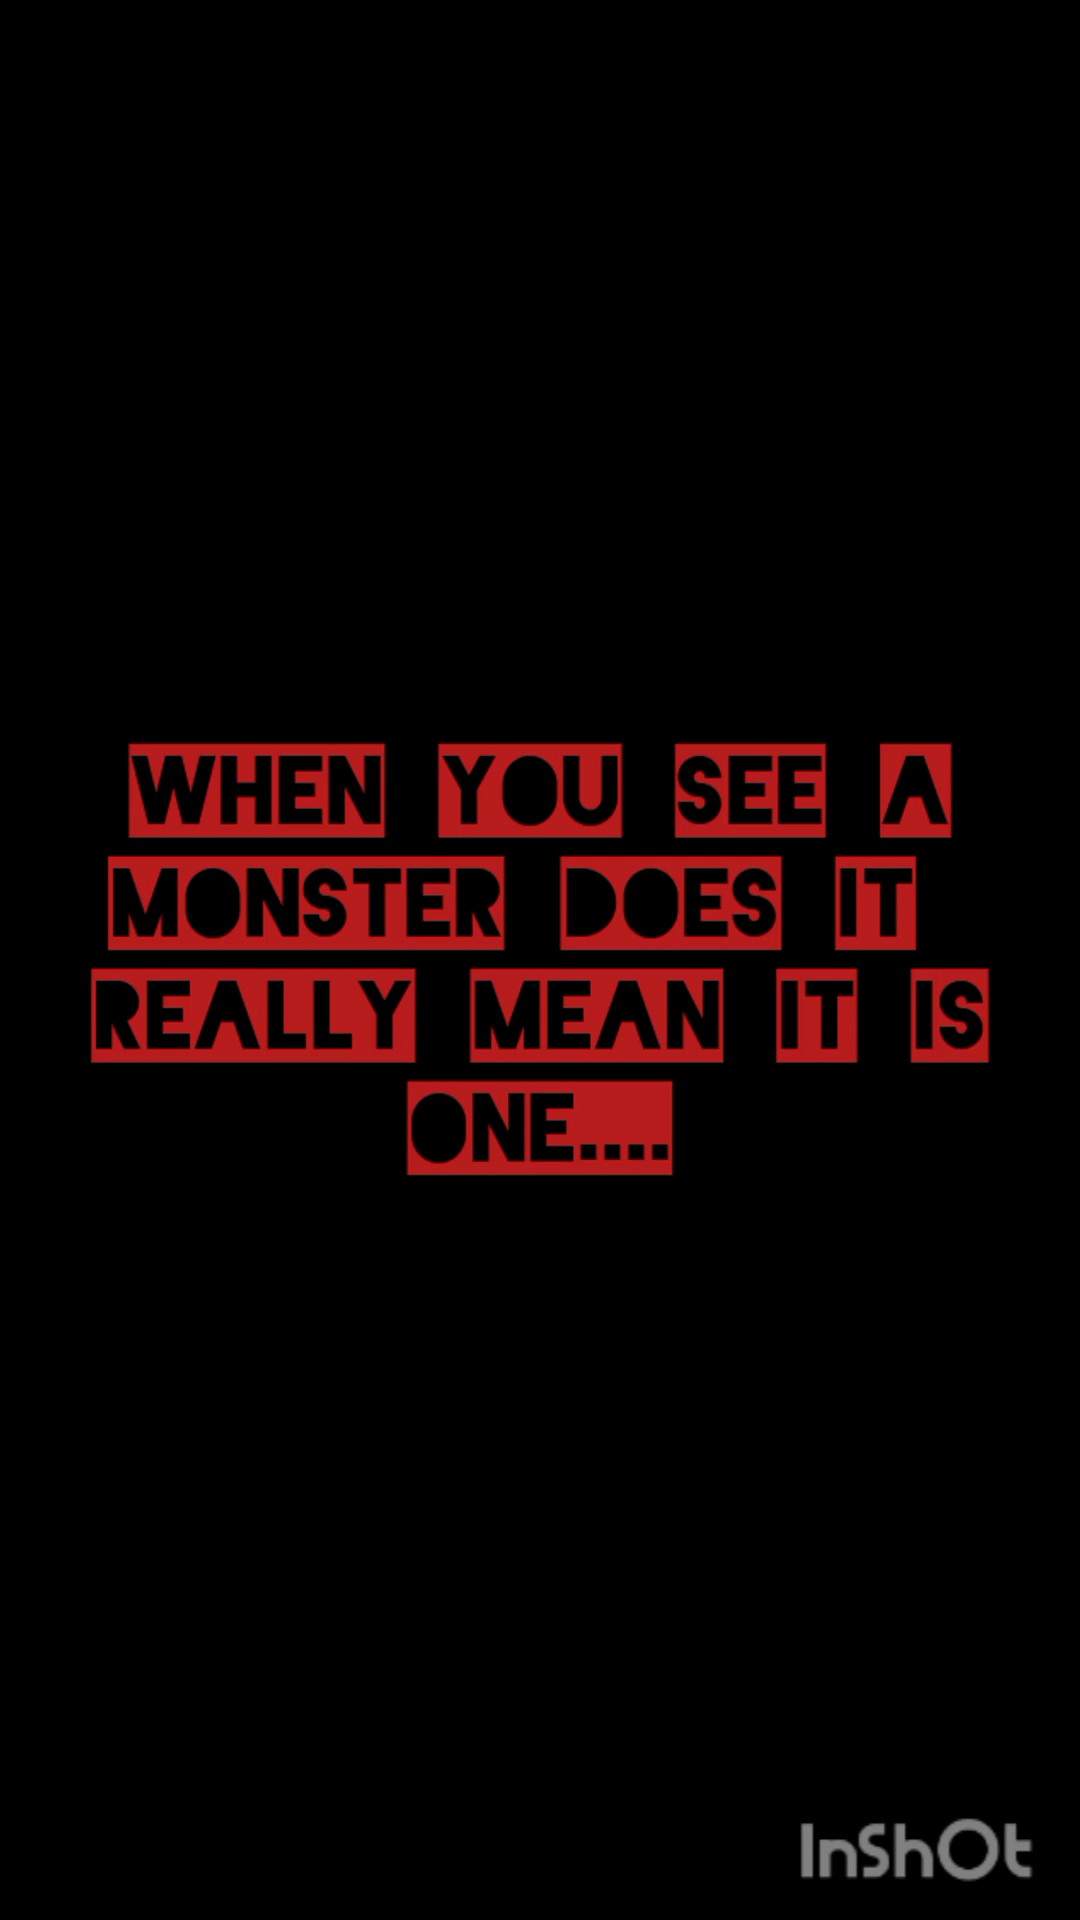 WHEN YOU SEE A
MONSTER DOES IT
REALLY MEAN IT IS
ONE....
InShOt